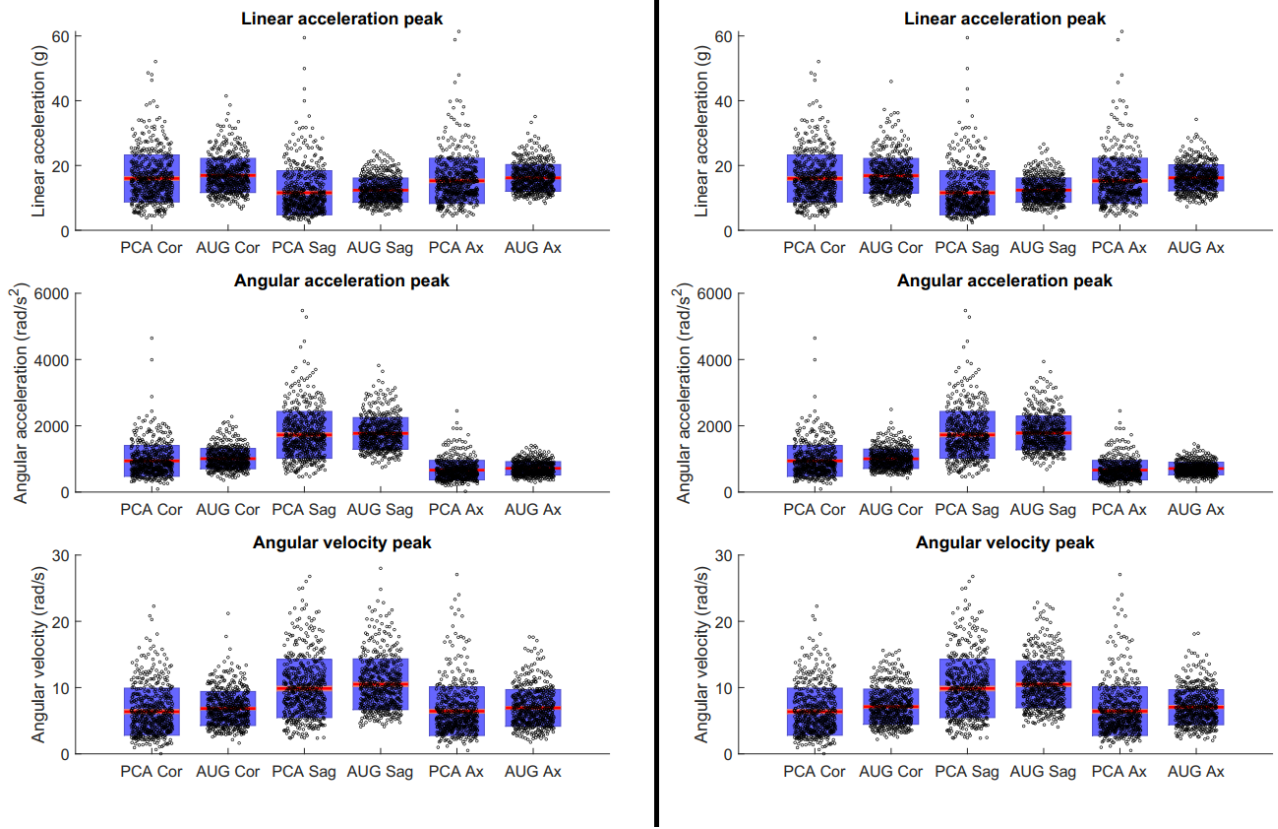 Linear acceleration peak
Linear acceleration (g)
60
40
20
0
PCA Cor AUG Cor PCA Sag AUG Sag PCA Ax AUG Ax
Angular acceleration peak
Angular acceleration (rad/s²)
6000
4000
2000
0
PCA Cor AUG Cor PCA Sag AUG Sag PCA Ax AUG Ax
Angular velocity peak
Angular velocity (rad/s)
30
20
10
0
PCA Cor AUG Cor PCA Sag AUG Sag PCA Ax AUG Ax
Linear acceleration peak
Linear acceleration (g)
60
40
20
0
PCA Cor AUG Cor PCA Sag AUG Sag PCA Ax AUG Ax
Angular acceleration peak
Angular acceleration (rad/s²)
6000
4000
2000
0
PCA Cor AUG Cor PCA Sag AUG Sag PCA Ax AUG Ax
Angular velocity peak
Angular velocity (rad/s)
30
20
10
0
PCA Cor AUG Cor PCA Sag AUG Sag PCA Ax AUG Ax